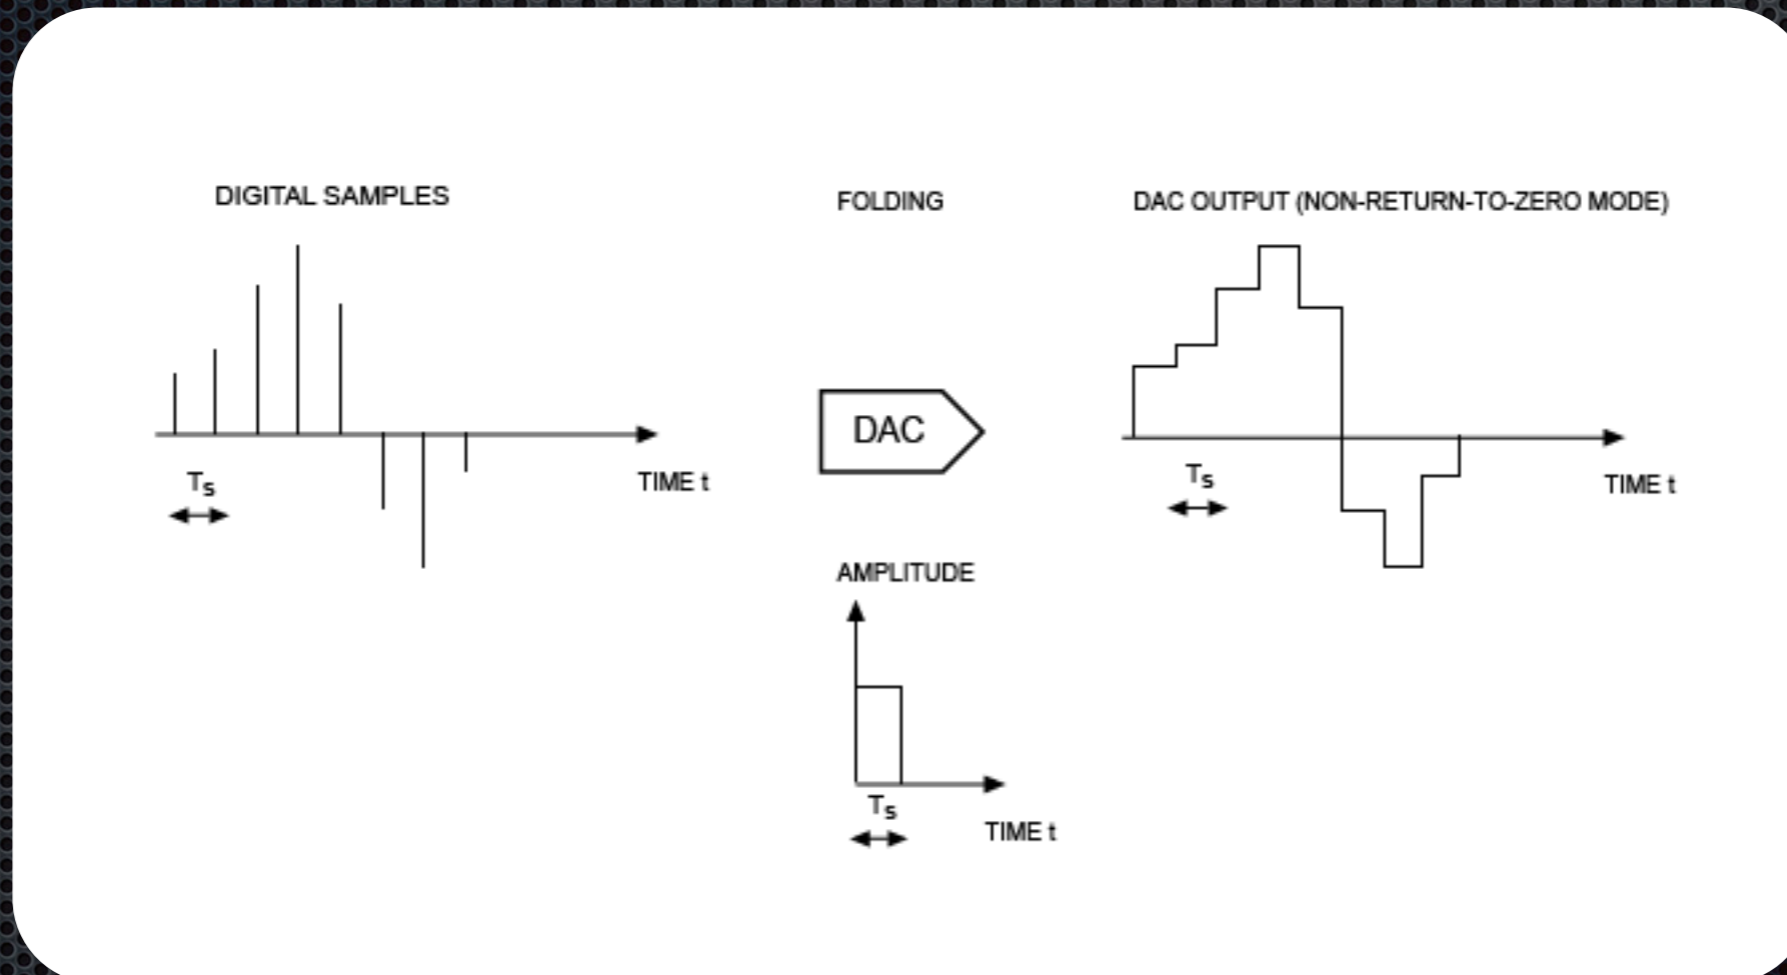 DIGITAL SAMPLES
Ts
TIME t
FOLDING
DAC
AMPLITUDE
Ts
TIME t
DAC OUTPUT (NON-RETURN-TO-ZERO MODE)
Ts
TIME t